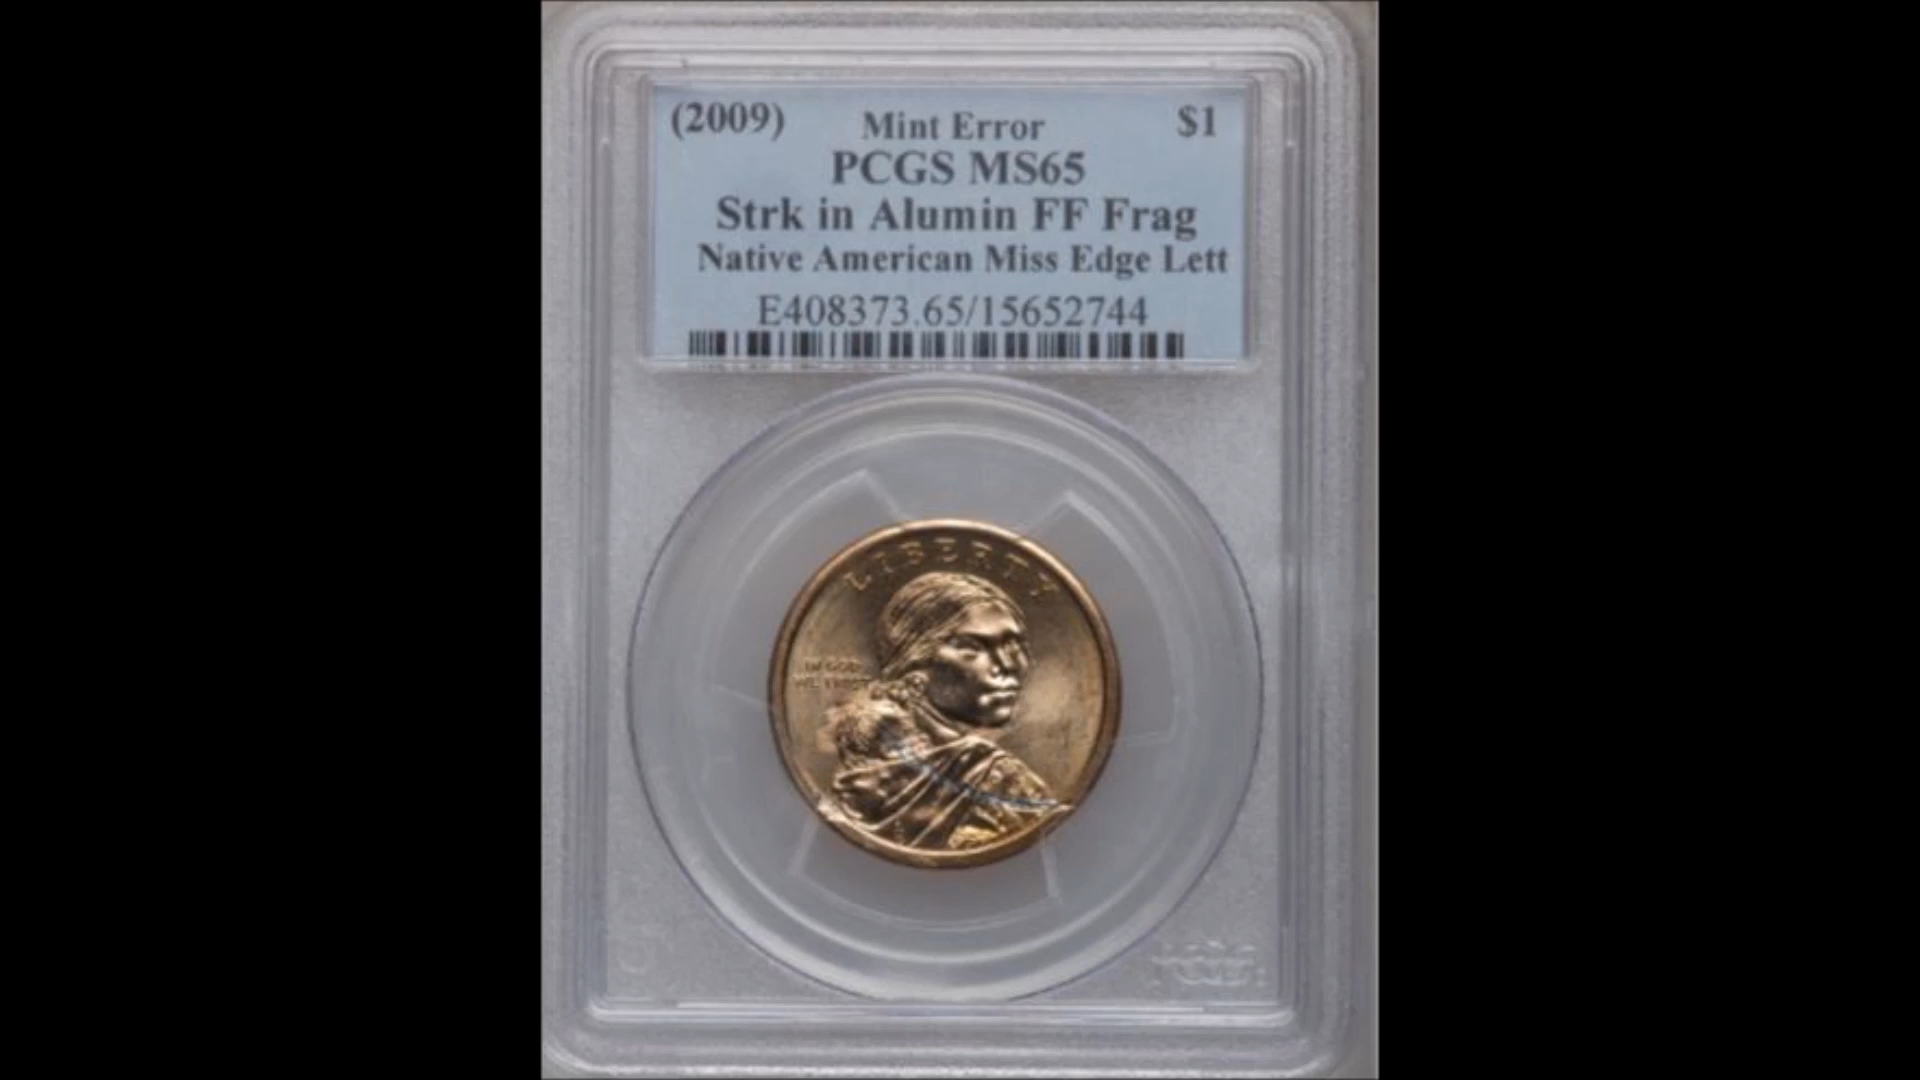 (2009) Mint Error $1
PCGS MS65
Strk in Alumin FF Frag
Native American Miss Edge Lett
E408373.65/15652744
LIBERTY
IN GOD
WE TRUST
PCGS